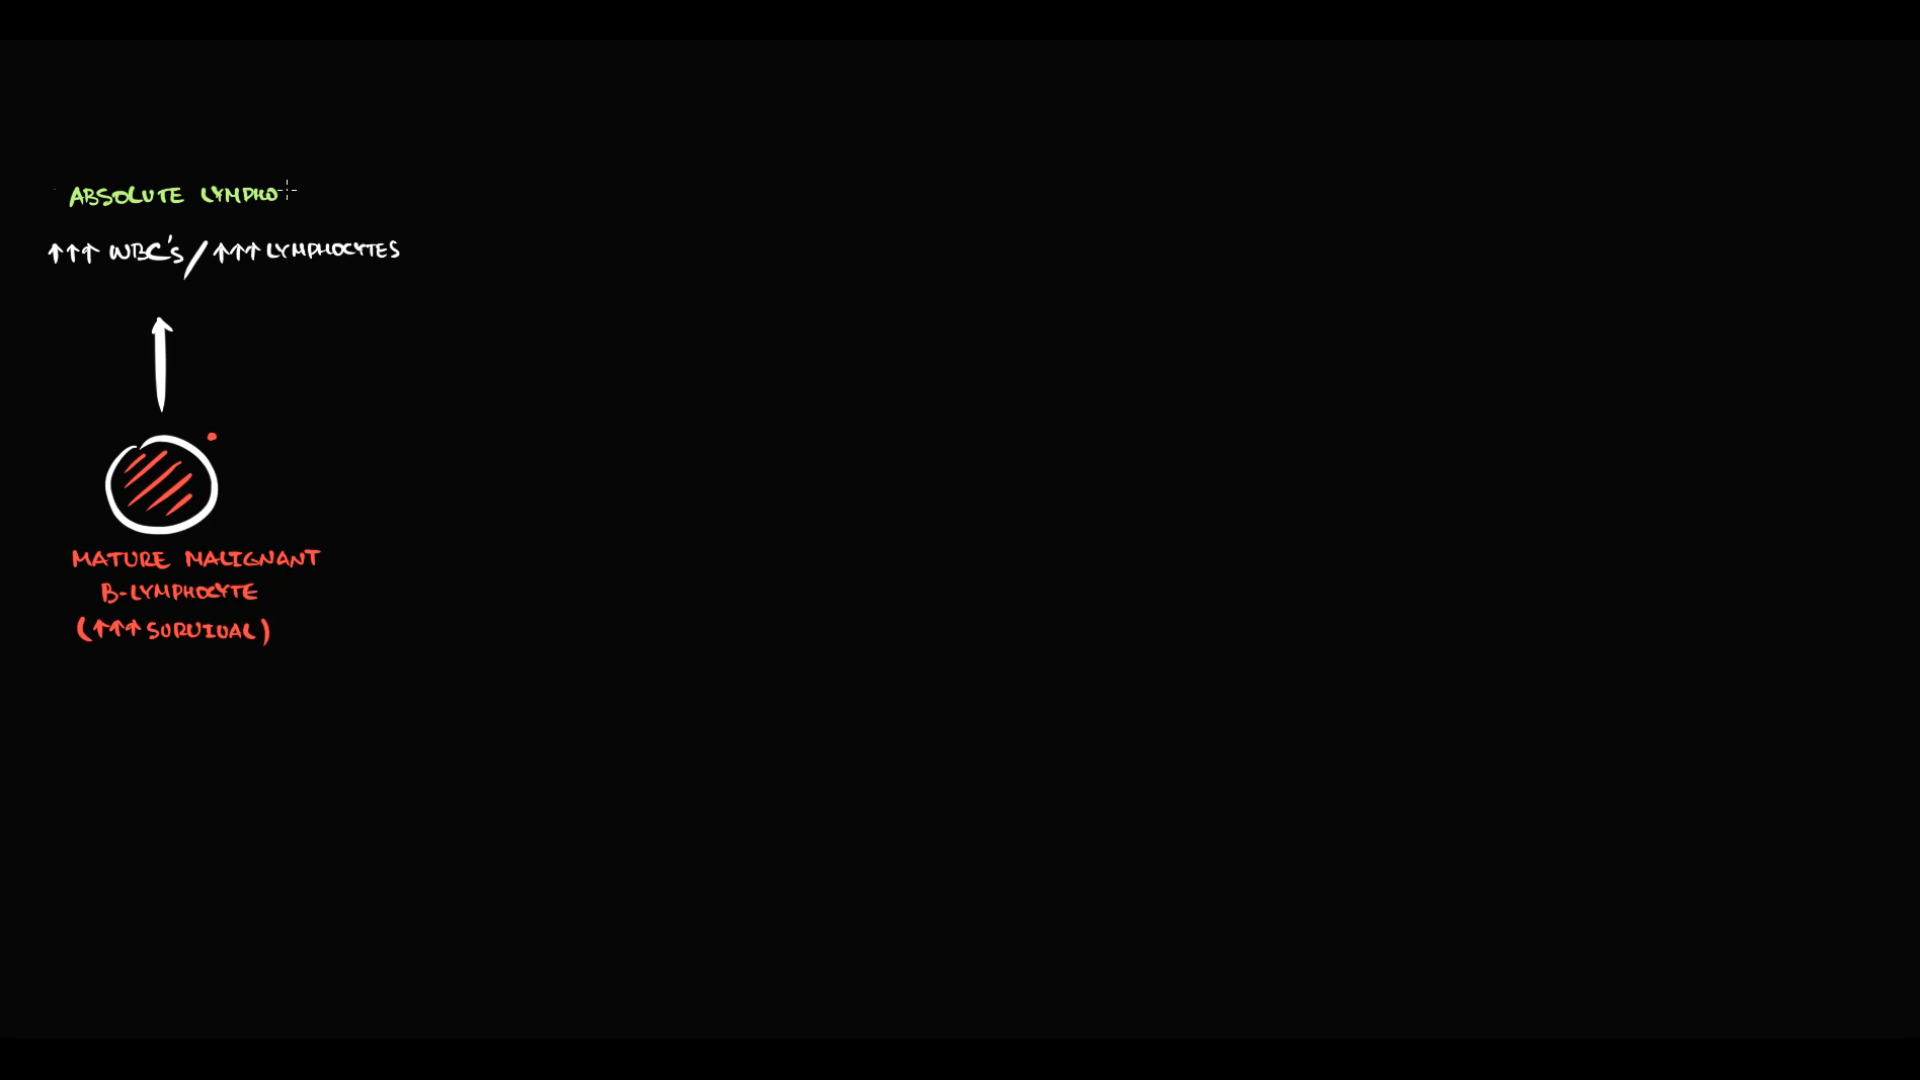 ABSOLUTE LYMPHO
↑↑↑ WBC's / ↑↑↑ LYMPHOCYTES
MATURE MALIGNANT
B-LYMPHOCYTE
(↑↑↑ SURVIVAL)